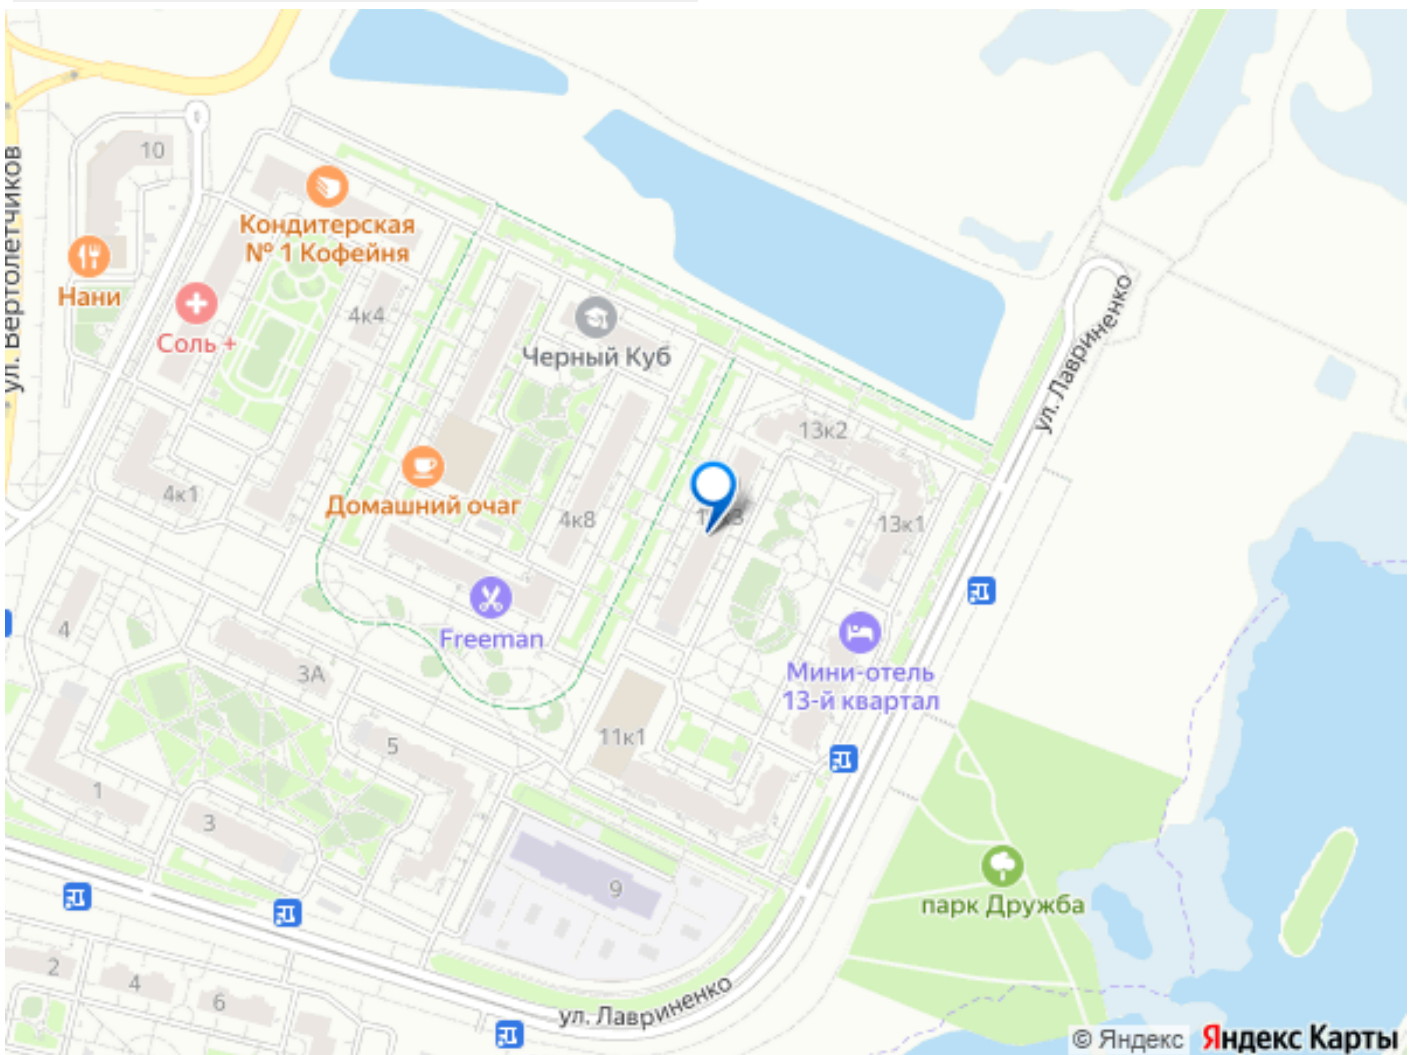 ул. Вертолетчиков
10
Кондитерская
№ 1 Кофейня
Нани
Соль +
4к4
Черный Куб
ул. Лавриненко
13к2
4к1
Домашний очаг
4к8
13к1
4
Freeman
3А
Мини-отель
13-й квартал
11к1
5
1
3
9
парк Дружба
2
4
6
ул. Лавриненко
© Яндекс Яндекс Карты